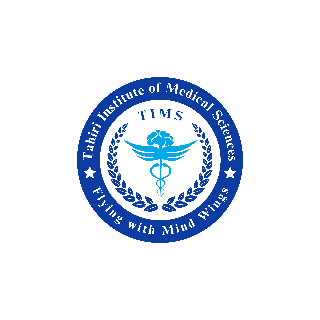 Tahiri Institute of Medical Sciences
TIMS
Flying with Mind Wings